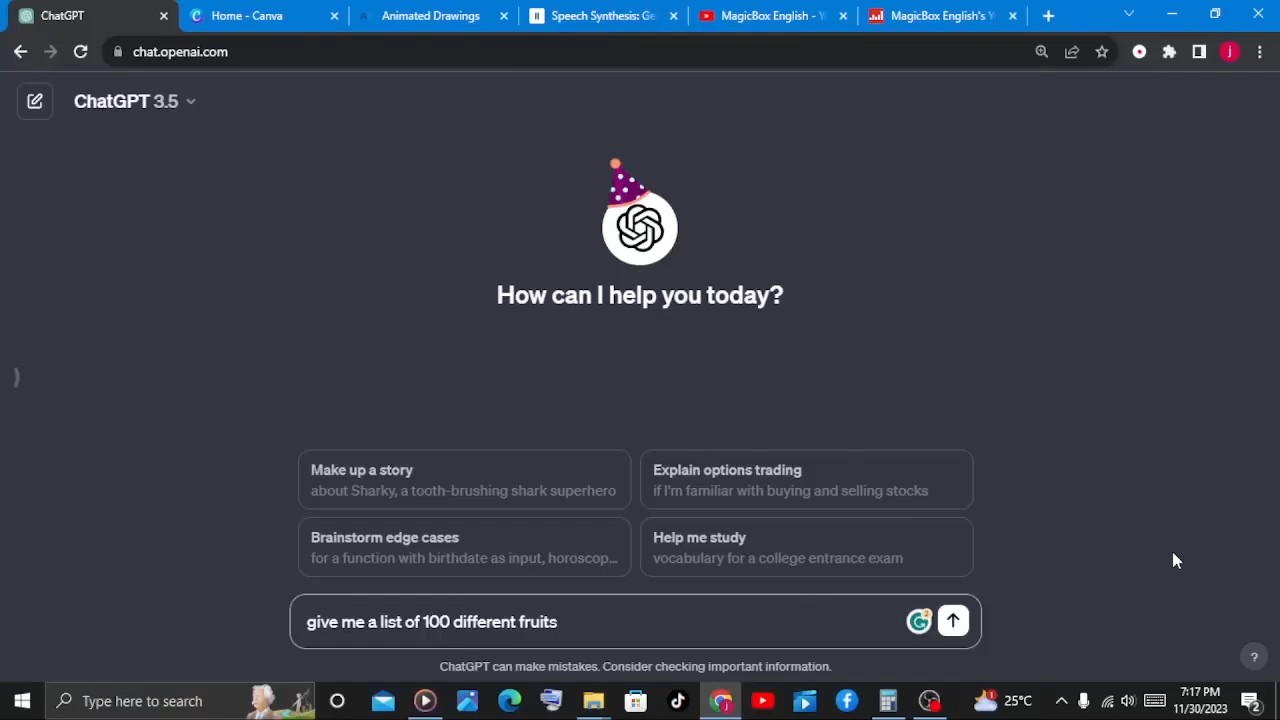 ChatGPT
Home - Canva
Animated Drawings
Speech Synthesis: Ge
MagicBox English - Y
MagicBox English's Y
chat.openai.com
j
ChatGPT 3.5
How can I help you today?
Make up a story
about Sharky, a tooth-brushing shark superhero
Explain options trading
if I'm familiar with buying and selling stocks
Brainstorm edge cases
for a function with birthdate as input, horoscop...
Help me study
vocabulary for a college entrance exam
give me a list of 100 different fruits
ChatGPT can make mistakes. Consider checking important information.
?
Type here to search
1
25°C
7:17 PM
11/30/2023
2